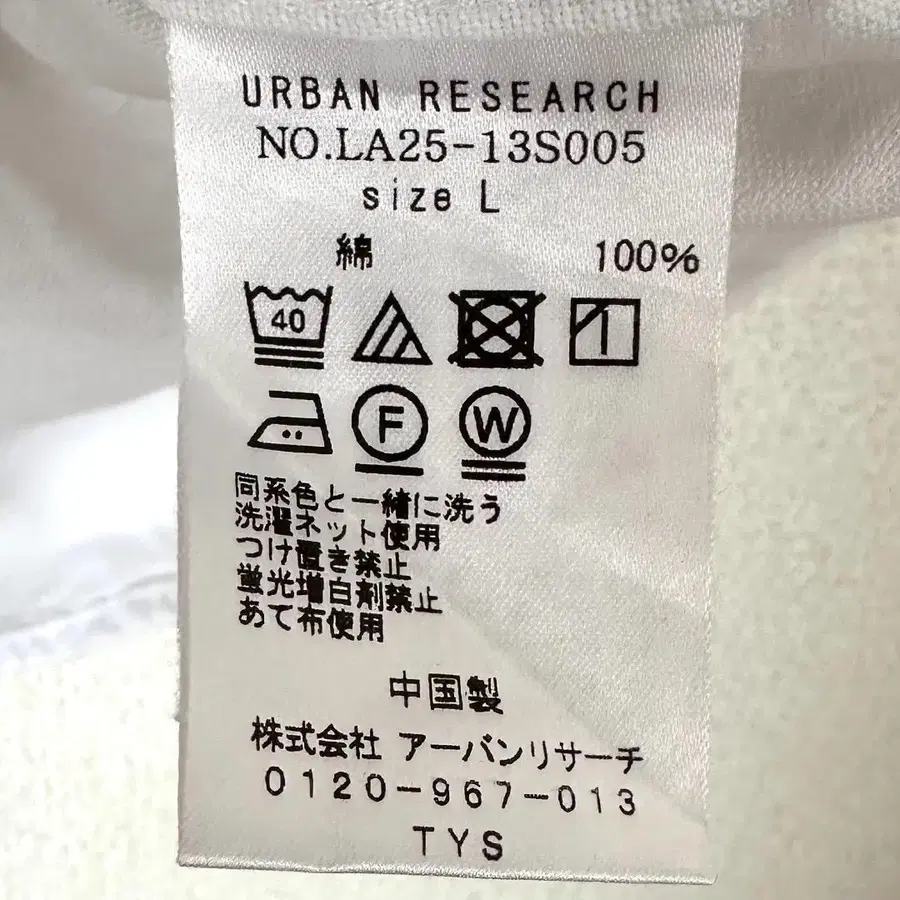 URBAN RESEARCH
NO.LA25-13S005
size L
綿 100%
40
F W
同系色と一緒に洗う
洗濯ネット使用
つけ置き禁止
蛍光増白剤禁止
あて布使用
中国製
株式会社 アーバンリサーチ
0120-967-013
TYS